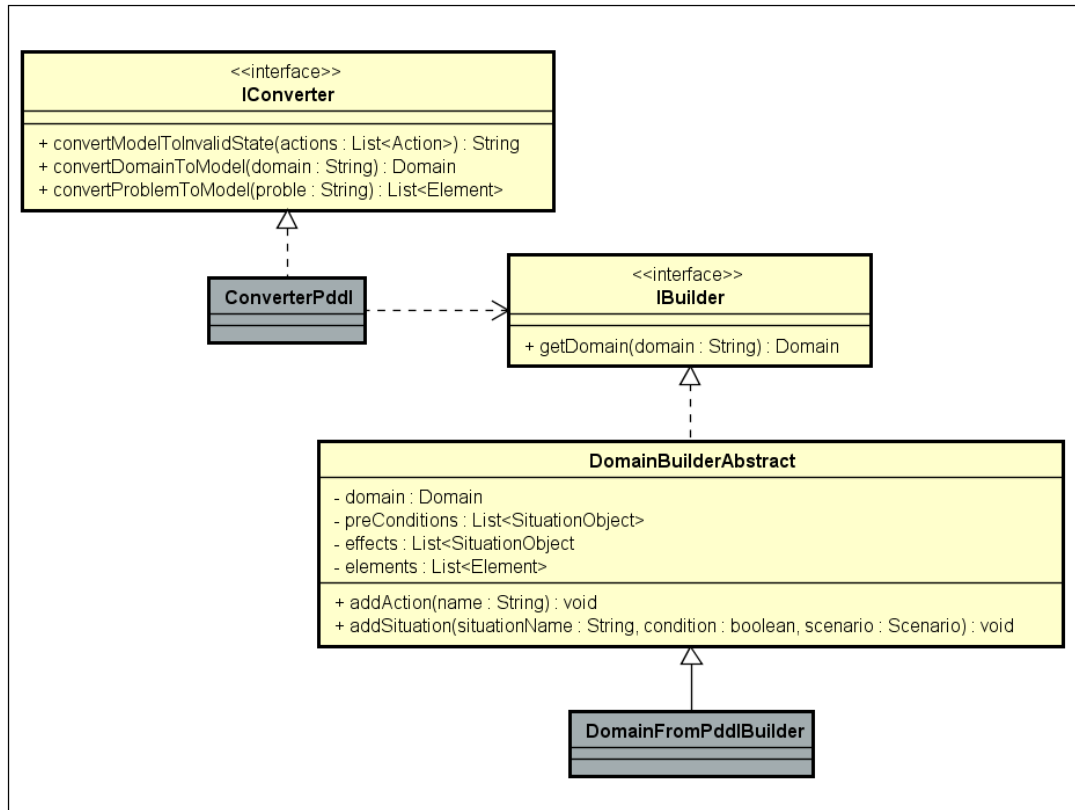 <<interface>>
IConverter
+ convertModelToInvalidState(actions : List<Action>) : String
+ convertDomainToModel(domain : String) : Domain
+ convertProblemToModel(proble : String) : List<Element>
ConverterPddl
<<interface>>
IBuilder
+ getDomain(domain : String) : Domain
DomainBuilderAbstract
- domain : Domain
- preConditions : List<SituationObject>
- effects : List<SituationObject
- elements : List<Element>
+ addAction(name : String) : void
+ addSituation(situationName : String, condition : boolean, scenario : Scenario) : void
DomainFromPddlBuilder